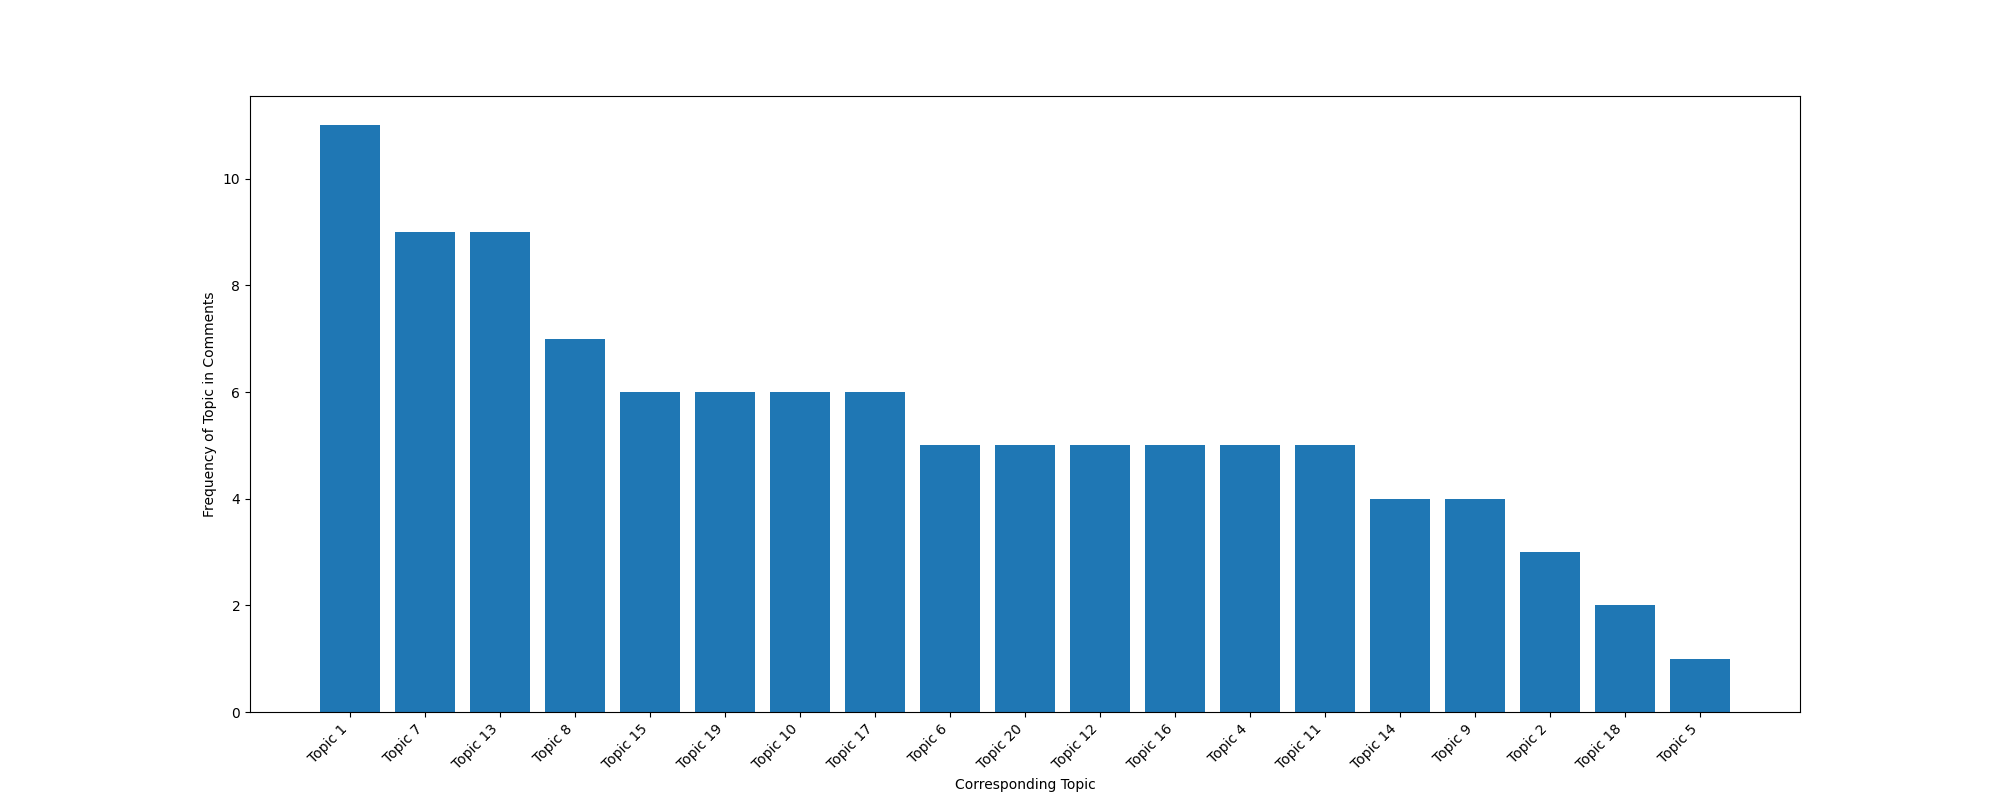 Frequency of Topic in Comments
10
8
6
4
2
0
Topic 1
Topic 7
Topic 13
Topic 8
Topic 15
Topic 19
Topic 10
Topic 17
Topic 6
Topic 20
Topic 12
Topic 16
Topic 4
Topic 11
Topic 14
Topic 9
Topic 2
Topic 18
Topic 5
Corresponding Topic